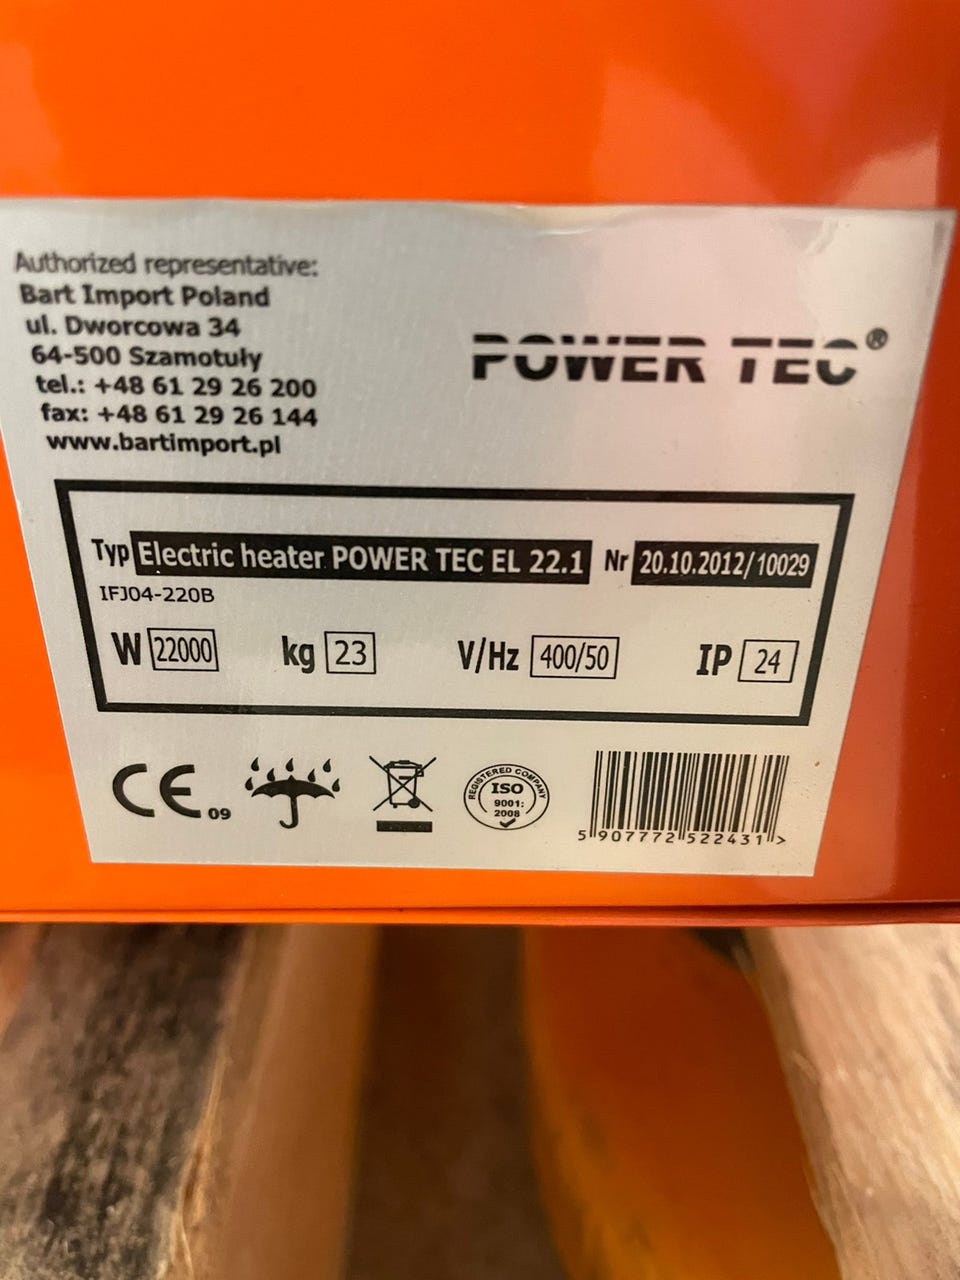 Authorized representative:
Bart Import Poland
ul. Dworcowa 34
64-500 Szamotuły
tel.: +48 61 29 26 200
fax: +48 61 29 26 144
www.bartimport.pl
POWER TEC®
Typ Electric heater POWER TEC EL 22.1 Nr 20.10.2012/10029
IFJ04-220B
W 22000 kg 23 V/Hz 400/50 IP 24
CE 09
REGISTERED COMPANY
ISO
9001:
2008
5 907772 522431 >